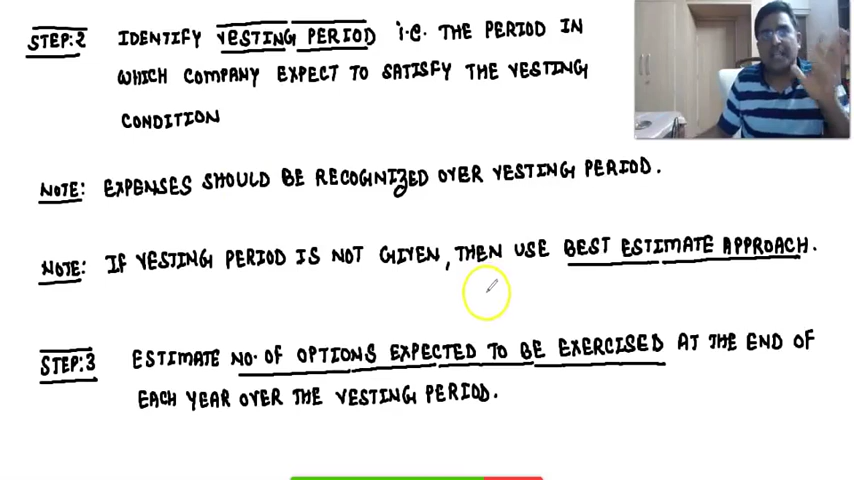 STEP:2 IDENTIFY VESTING PERIOD i.e. THE PERIOD IN
WHICH COMPANY EXPECT TO SATISFY THE VESTING
CONDITION
NOTE: EXPENSES SHOULD BE RECOGNIZED OVER VESTING PERIOD.
NOTE: IF VESTING PERIOD IS NOT GIVEN, THEN USE BEST ESTIMATE APPROACH.
STEP:3 ESTIMATE NO. OF OPTIONS EXPECTED TO BE EXERCISED AT THE END OF
EACH YEAR OVER THE VESTING PERIOD.